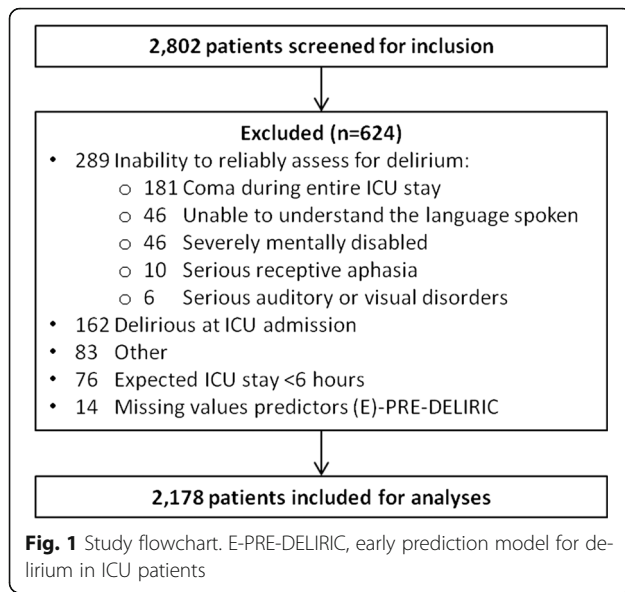 2,802 patients screened for inclusion
Excluded (n=624)
• 289 Inability to reliably assess for delirium:
o 181 Coma during entire ICU stay
o 46 Unable to understand the language spoken
o 46 Severely mentally disabled
o 10 Serious receptive aphasia
o 6 Serious auditory or visual disorders
• 162 Delirious at ICU admission
• 83 Other
• 76 Expected ICU stay <6 hours
• 14 Missing values predictors (E)-PRE-DELIRIC
2,178 patients included for analyses
Fig. 1 Study flowchart. E-PRE-DELIRIC, early prediction model for de-
lirium in ICU patients